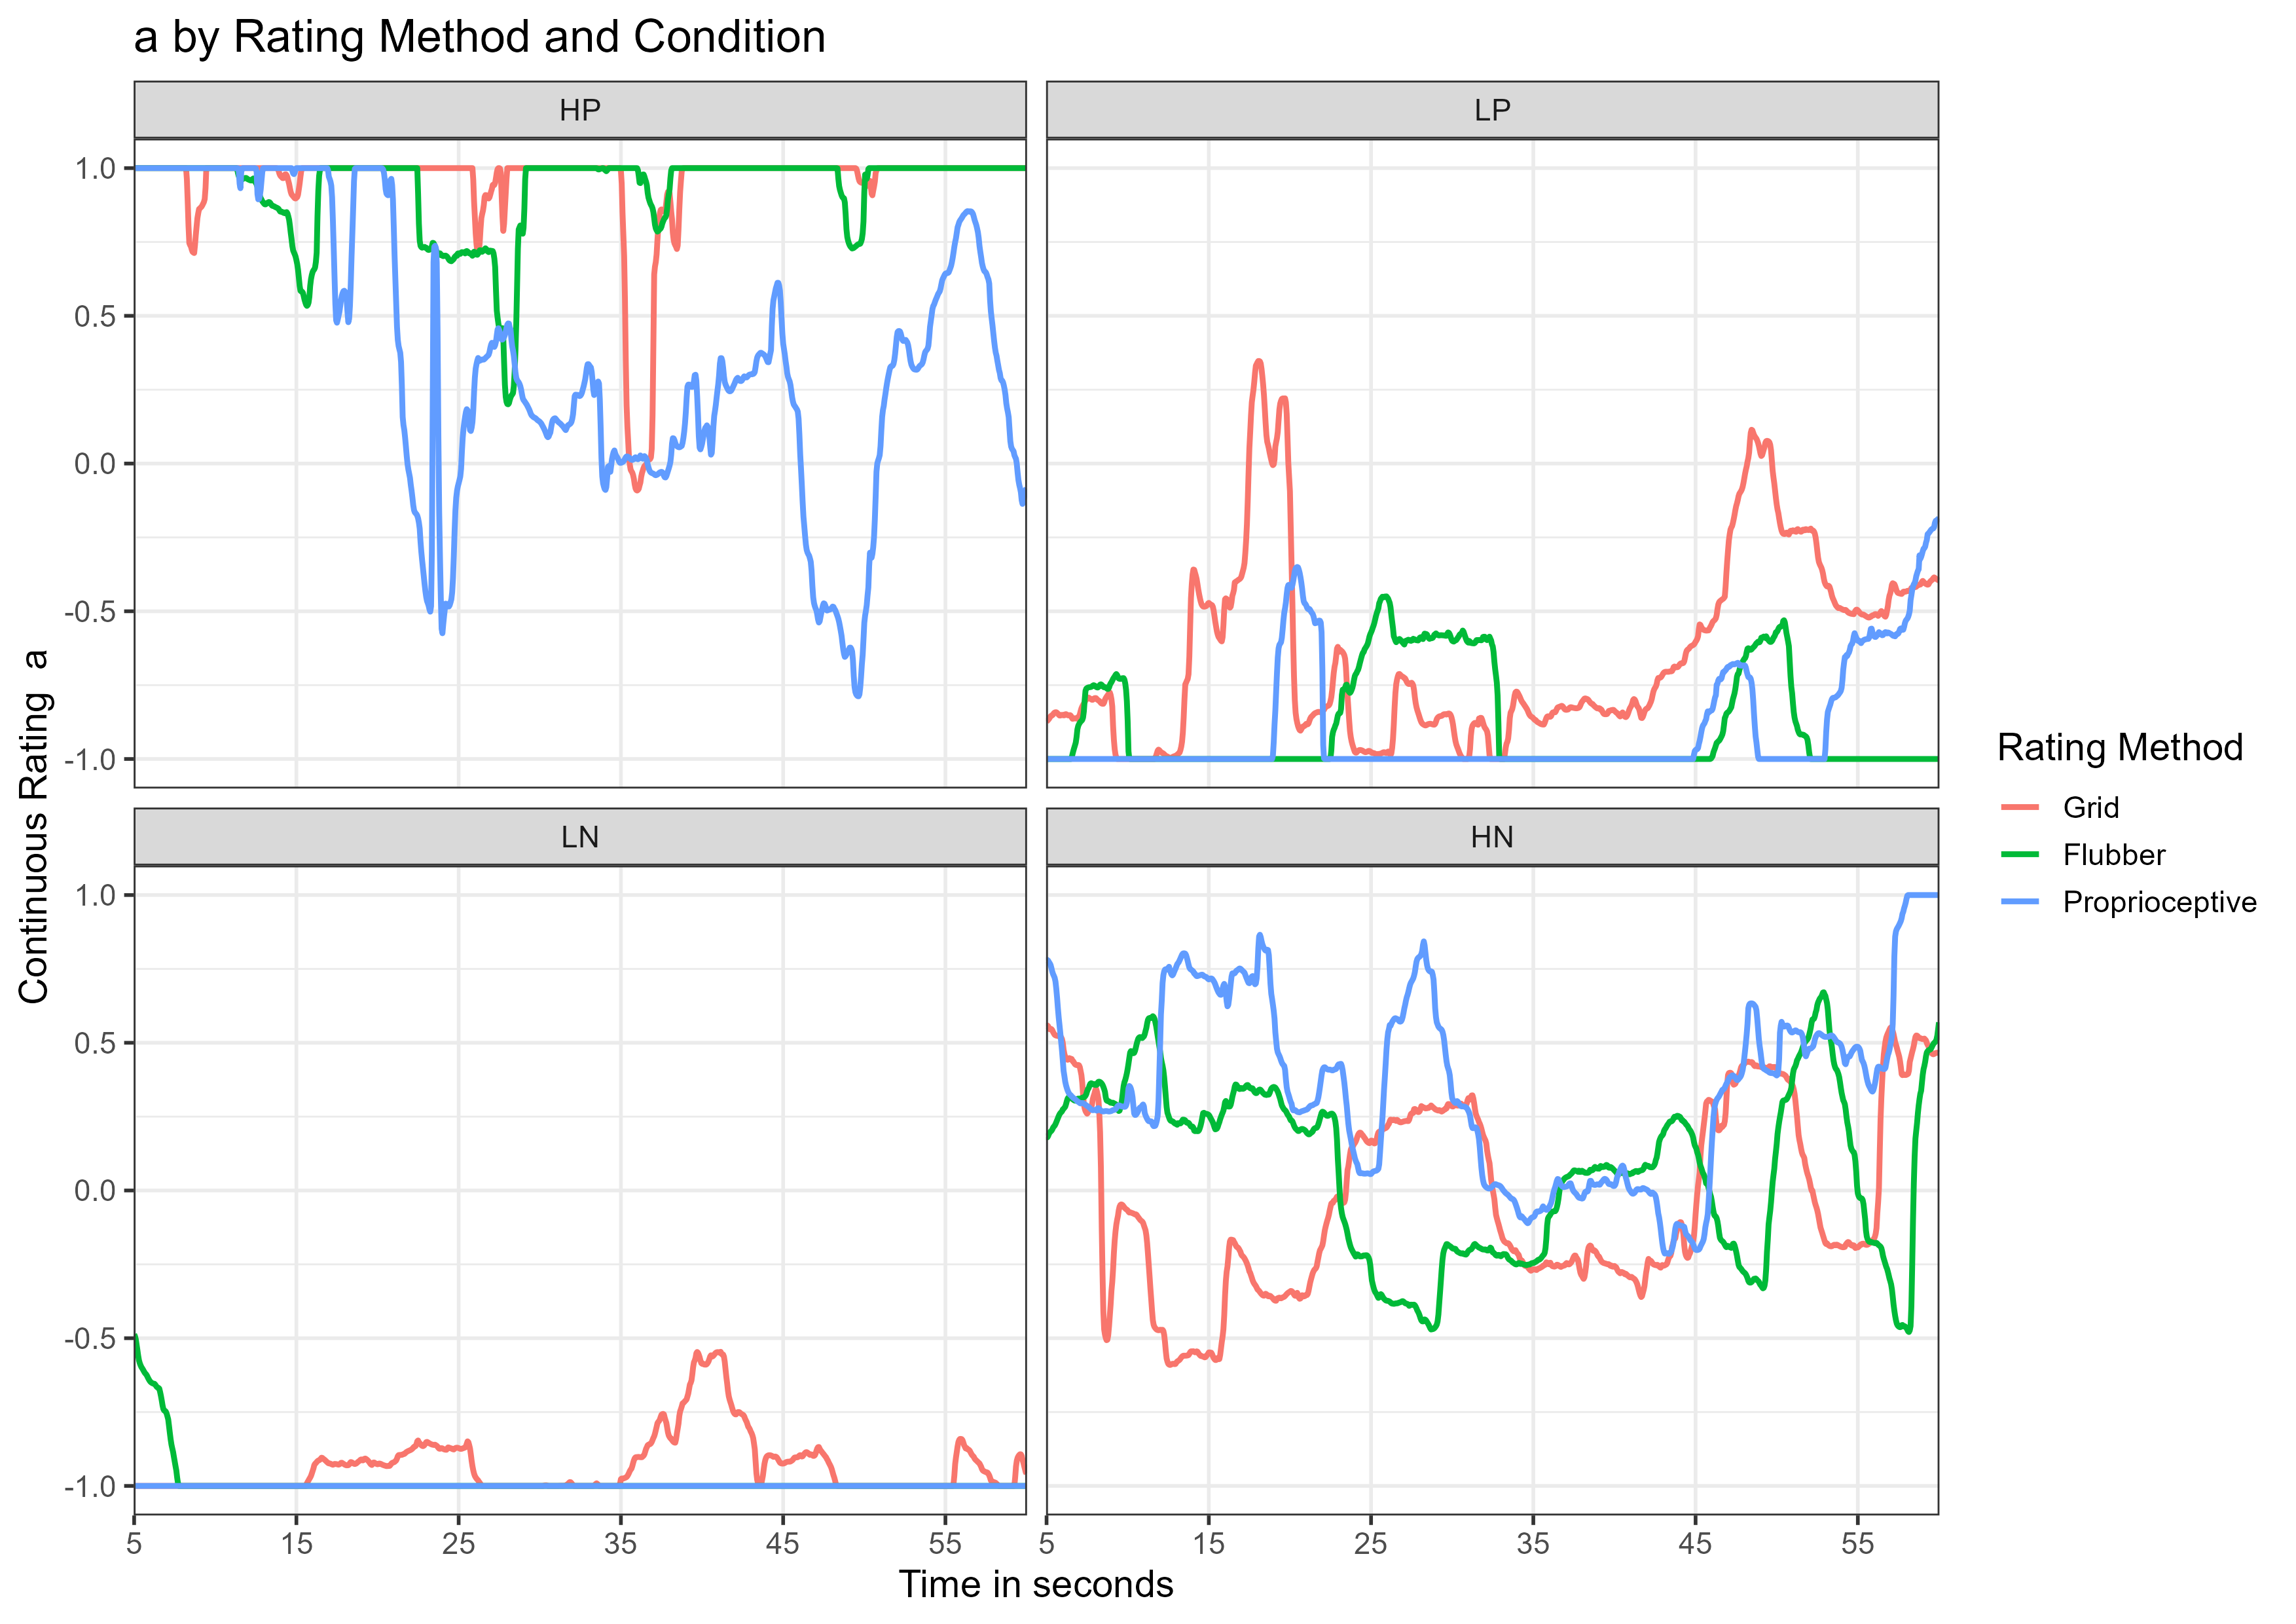 a by Rating Method and Condition
HP
LP
1.0
0.5
0.0
-0.5
-1.0
LN
HN
1.0
0.5
0.0
-0.5
-1.0
5 15 25 35 45 55
5 15 25 35 45 55
Time in seconds
Continuous Rating a
Rating Method
Grid
Flubber
Proprioceptive